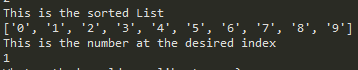 2
This is the sorted List
['0', '1', '2', '3', '4', '5', '6', '7', '8', '9']
This is the number at the desired index
1